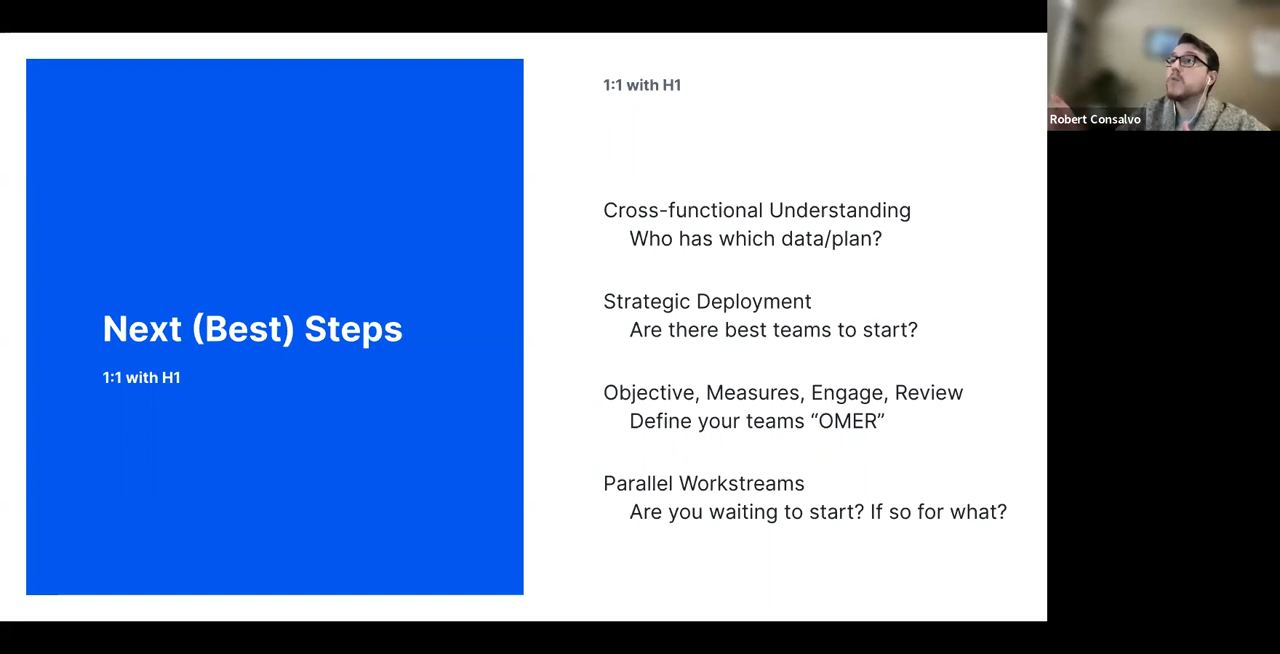 Next (Best) Steps
1:1 with H1
1:1 with H1
Cross-functional Understanding
Who has which data/plan?
Strategic Deployment
Are there best teams to start?
Objective, Measures, Engage, Review
Define your teams “OMER”
Parallel Workstreams
Are you waiting to start? If so for what?
Robert Consalvo